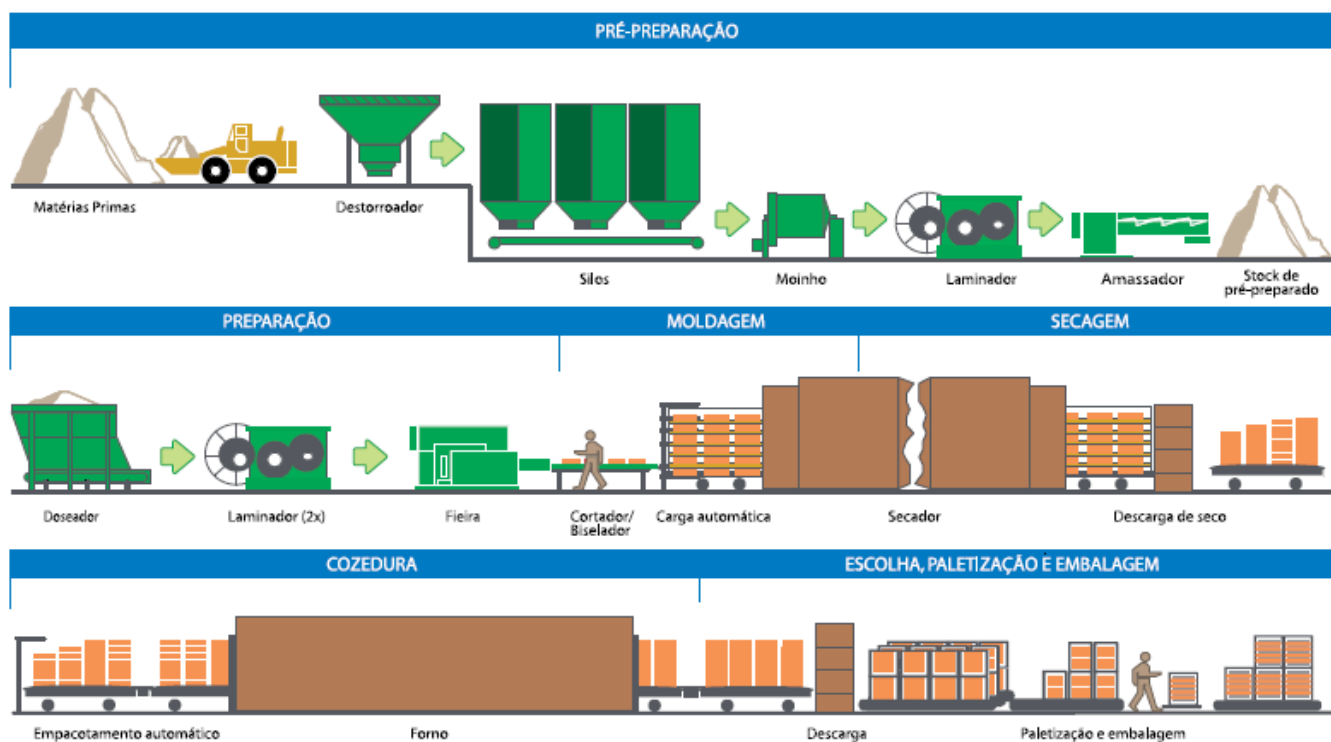 PRÉ-PREPARAÇÃO
Matérias Primas
Destorroador
Silos
Moinho
Laminador
Amassador
Stock de
pré-preparado
PREPARAÇÃO
MOLDAGEM
SECAGEM
Doseador
Laminador (2x)
Fieira
Cortador/
Biselador
Carga automática
Secador
Descarga de seco
COZEDURA
ESCOLHA, PALETIZAÇÃO E EMBALAGEM
Empacotamento automático
Forno
Descarga
Paletização e embalagem